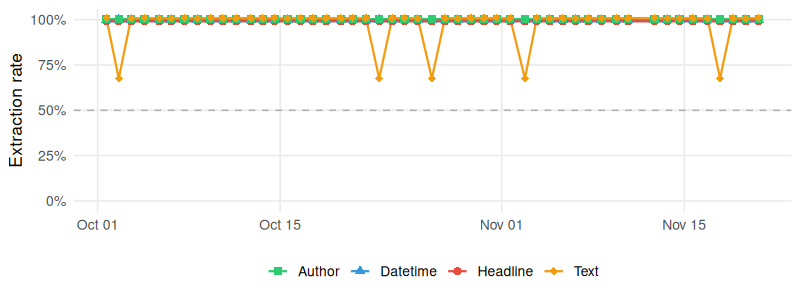 100%
75%
50%
25%
0%
Extraction rate
Oct 01 Oct 15 Nov 01 Nov 15
Author Datetime Headline Text